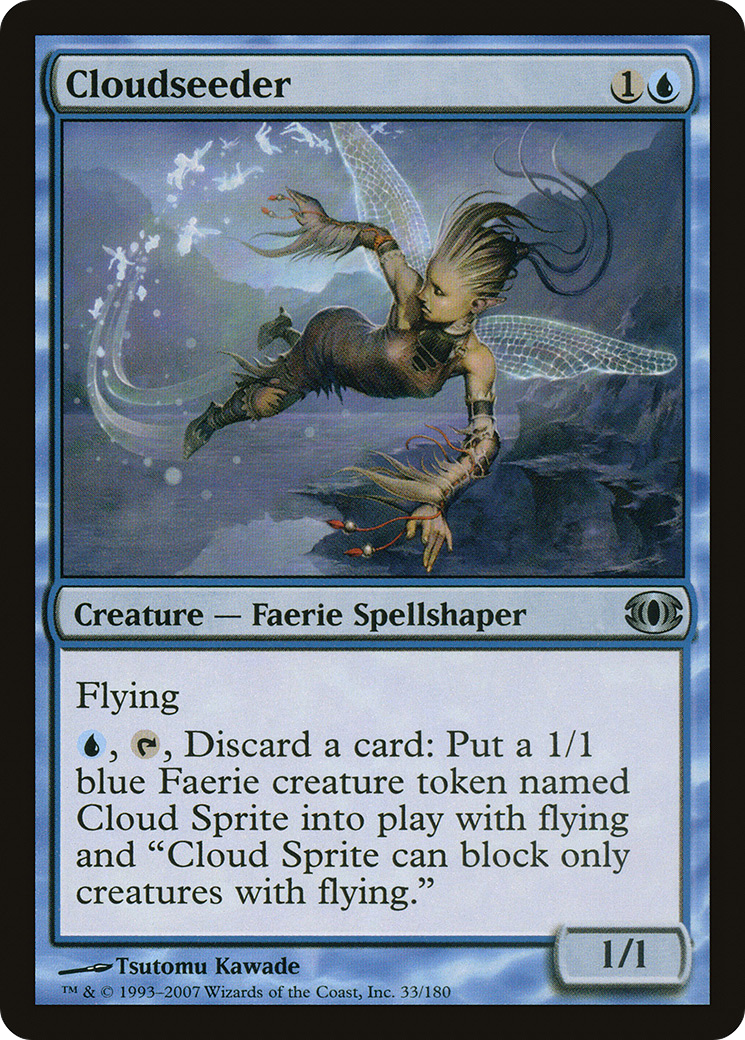 Cloudseeder 1
Creature — Faerie Spellshaper
Flying
, , Discard a card: Put a 1/1
blue Faerie creature token named
Cloud Sprite into play with flying
and “Cloud Sprite can block only
creatures with flying.”
1/1
Tsutomu Kawade
™ & © 1993–2007 Wizards of the Coast, Inc. 33/180